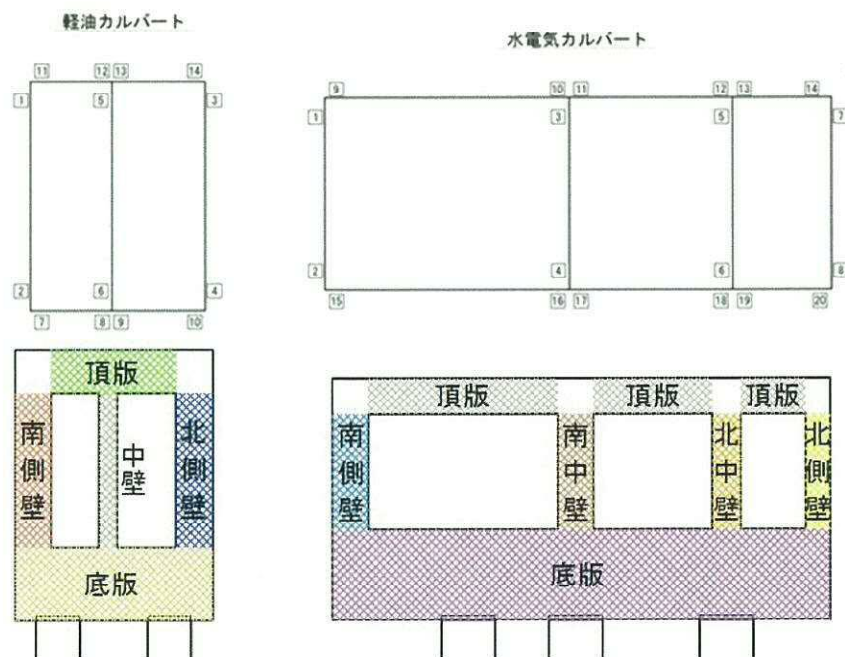 軽油カルバート
11 12 13 14
1 5 3
2 6 4
7 8 9 10
頂版
南側壁
中壁
北側壁
底版
水電気カルバート
9 10 11 12 13 14
1 3 5 7
2 4 6 8
15 16 17 18 19 20
頂版 頂版 頂版
南側壁
南中壁
北中壁
北側壁
底版